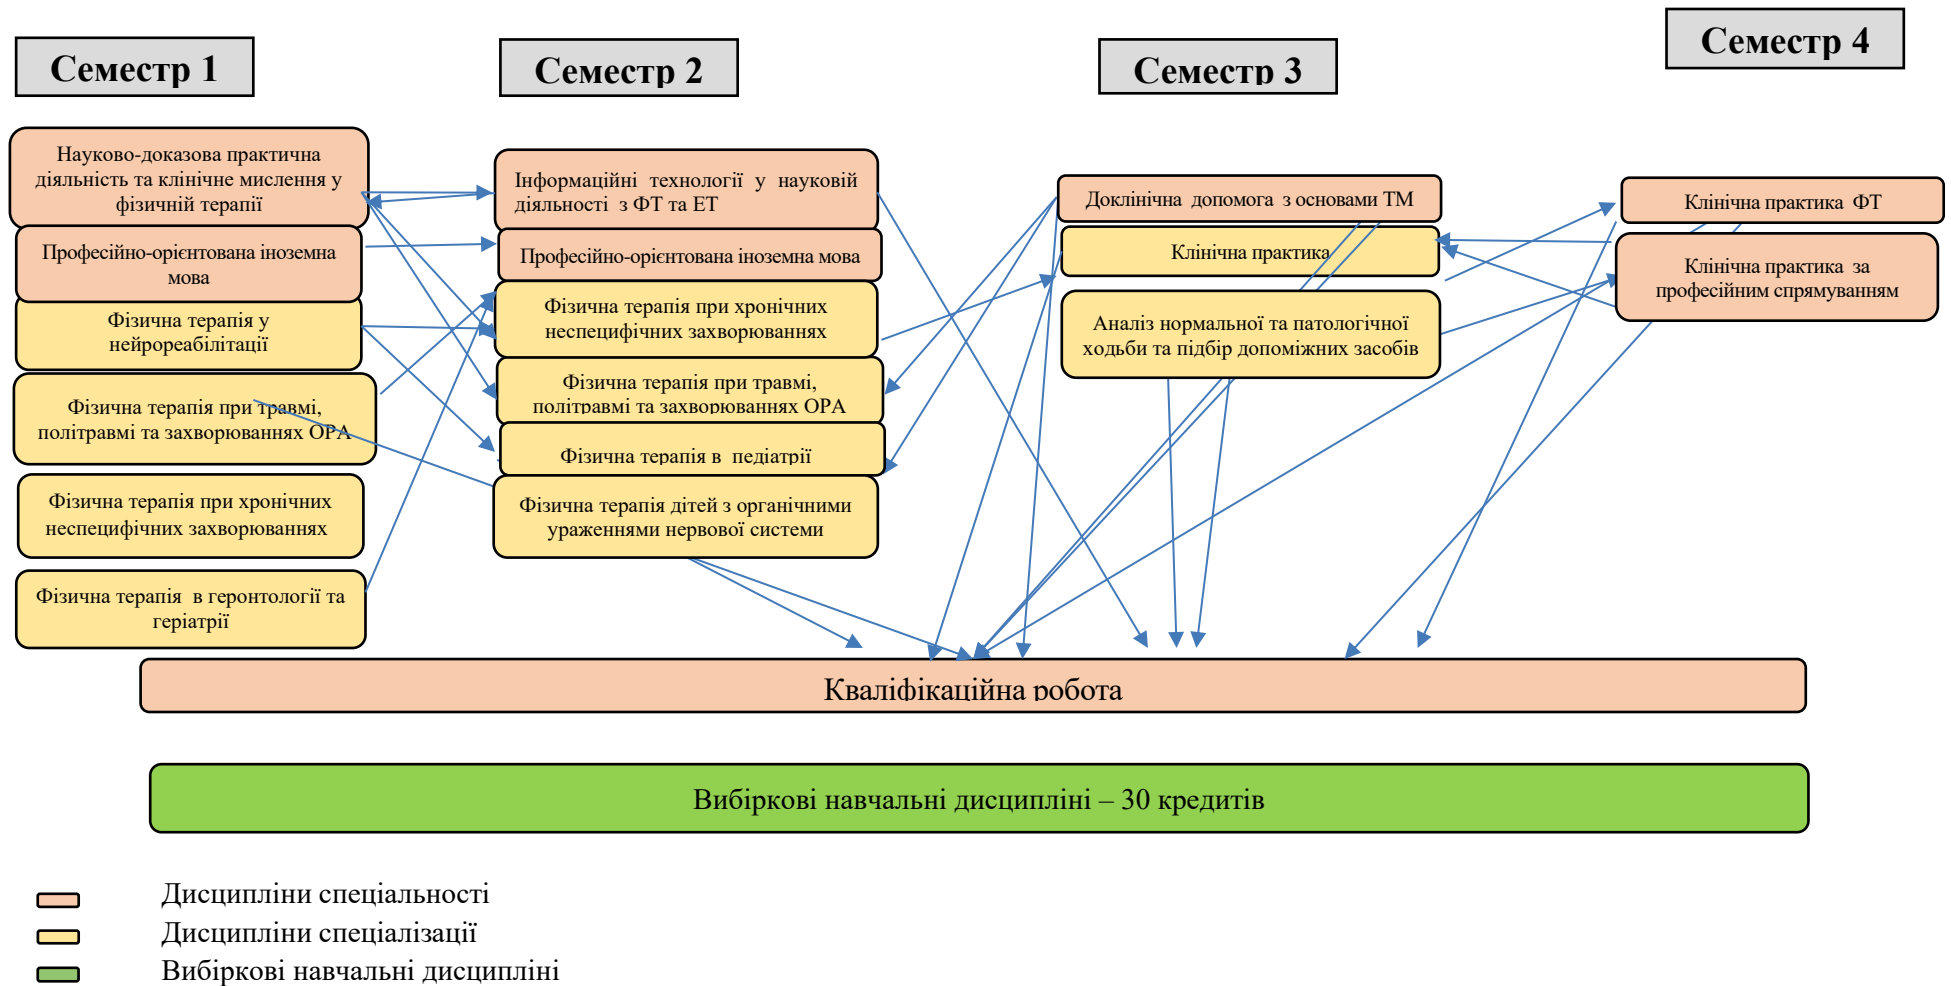 Семестр 1
Семестр 2
Семестр 3
Семестр 4
Науково-доказова практична
діяльність та клінічне мислення у
фізичній терапії
Професійно-орієнтована іноземна
мова
Фізична терапія у
нейрореабілітації
Фізична терапія при травмі,
політравмі та захворюваннях ОРА
Фізична терапія при хронічних
неспецифічних захворюваннях
Фізична терапія в геронтології та
геріатрії
Інформаційні технології у науковій
діяльності з ФТ та ЕТ
Професійно-орієнтована іноземна мова
Фізична терапія при хронічних
неспецифічних захворюваннях
Фізична терапія при травмі,
політравмі та захворюваннях ОРА
Фізична терапія в педіатрії
Фізична терапія дітей з органічними
ураженнями нервової системи
Доклінічна допомога з основами ТМ
Клінічна практика
Аналіз нормальної та патологічної
ходьби та підбір допоміжних засобів
Клінічна практика ФТ
Клінічна практика за
професійним спрямуванням
Кваліфікаційна робота
Вибіркові навчальні дисципліні – 30 кредитів
Дисципліни спеціальності
Дисципліни спеціалізації
Вибіркові навчальні дисципліні